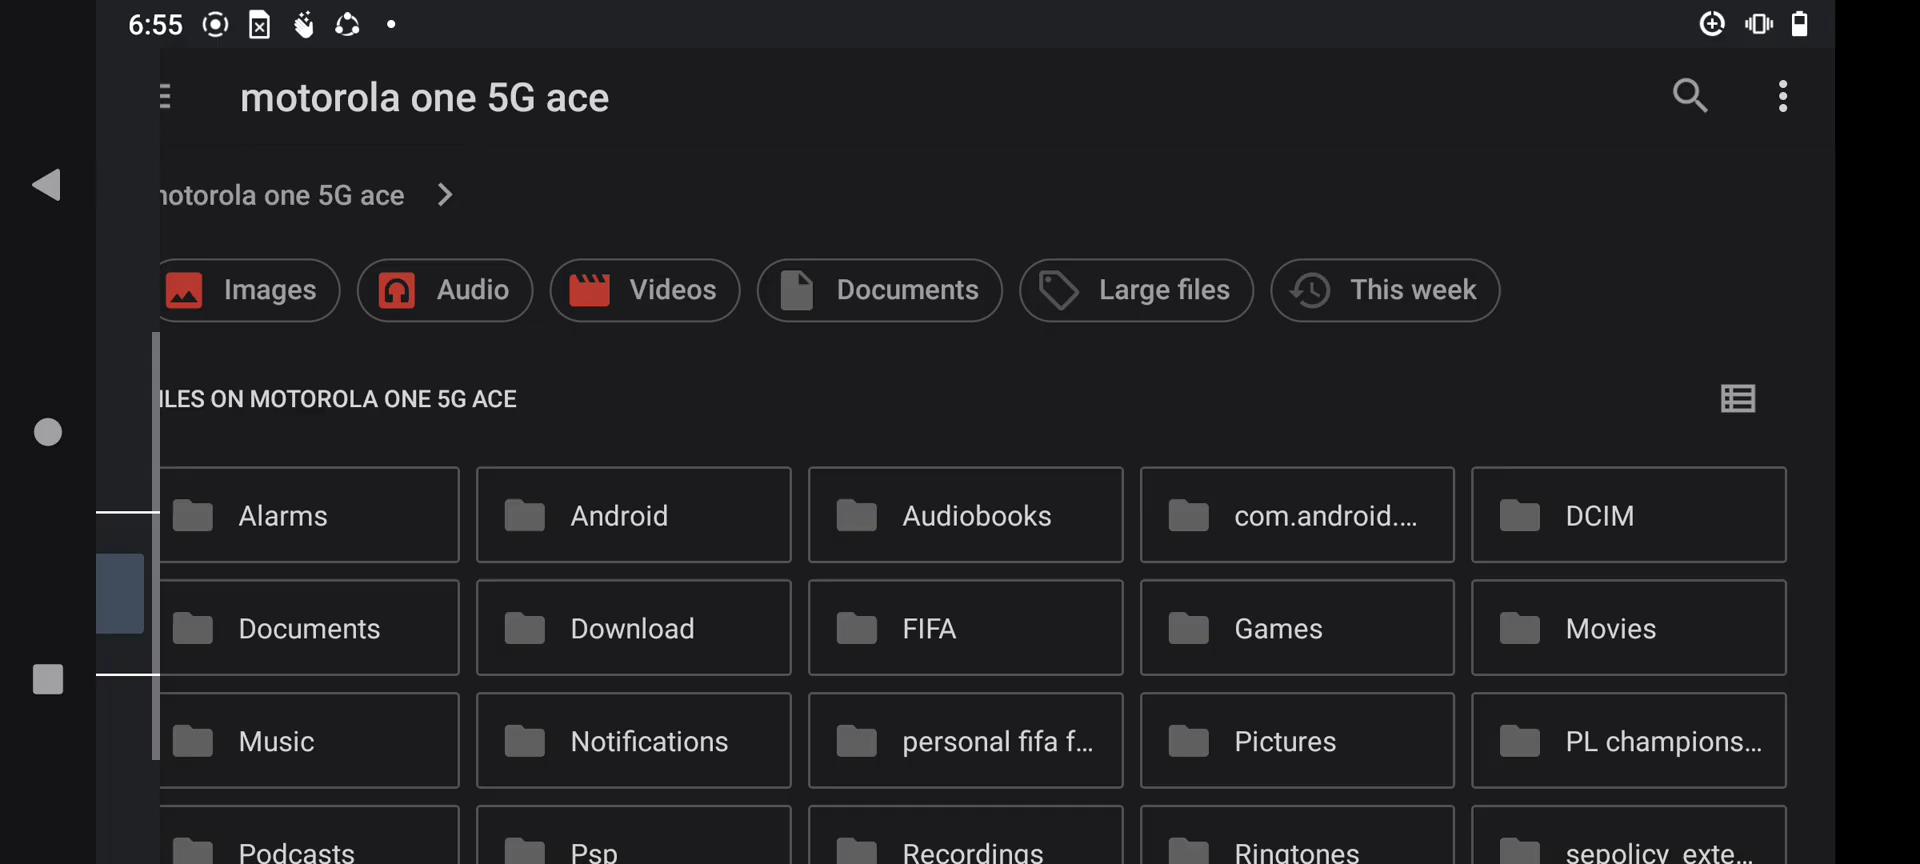 6:55
motorola one 5G ace
notorola one 5G ace
Images Audio Videos Documents Large files This week
ILES ON MOTOROLA ONE 5G ACE
Alarms Android Audiobooks com.android.... DCIM
Documents Download FIFA Games Movies
Music Notifications personal fifa f... Pictures PL champions...
Podcasts Psp Recordings Ringtones sepolicy_exte...